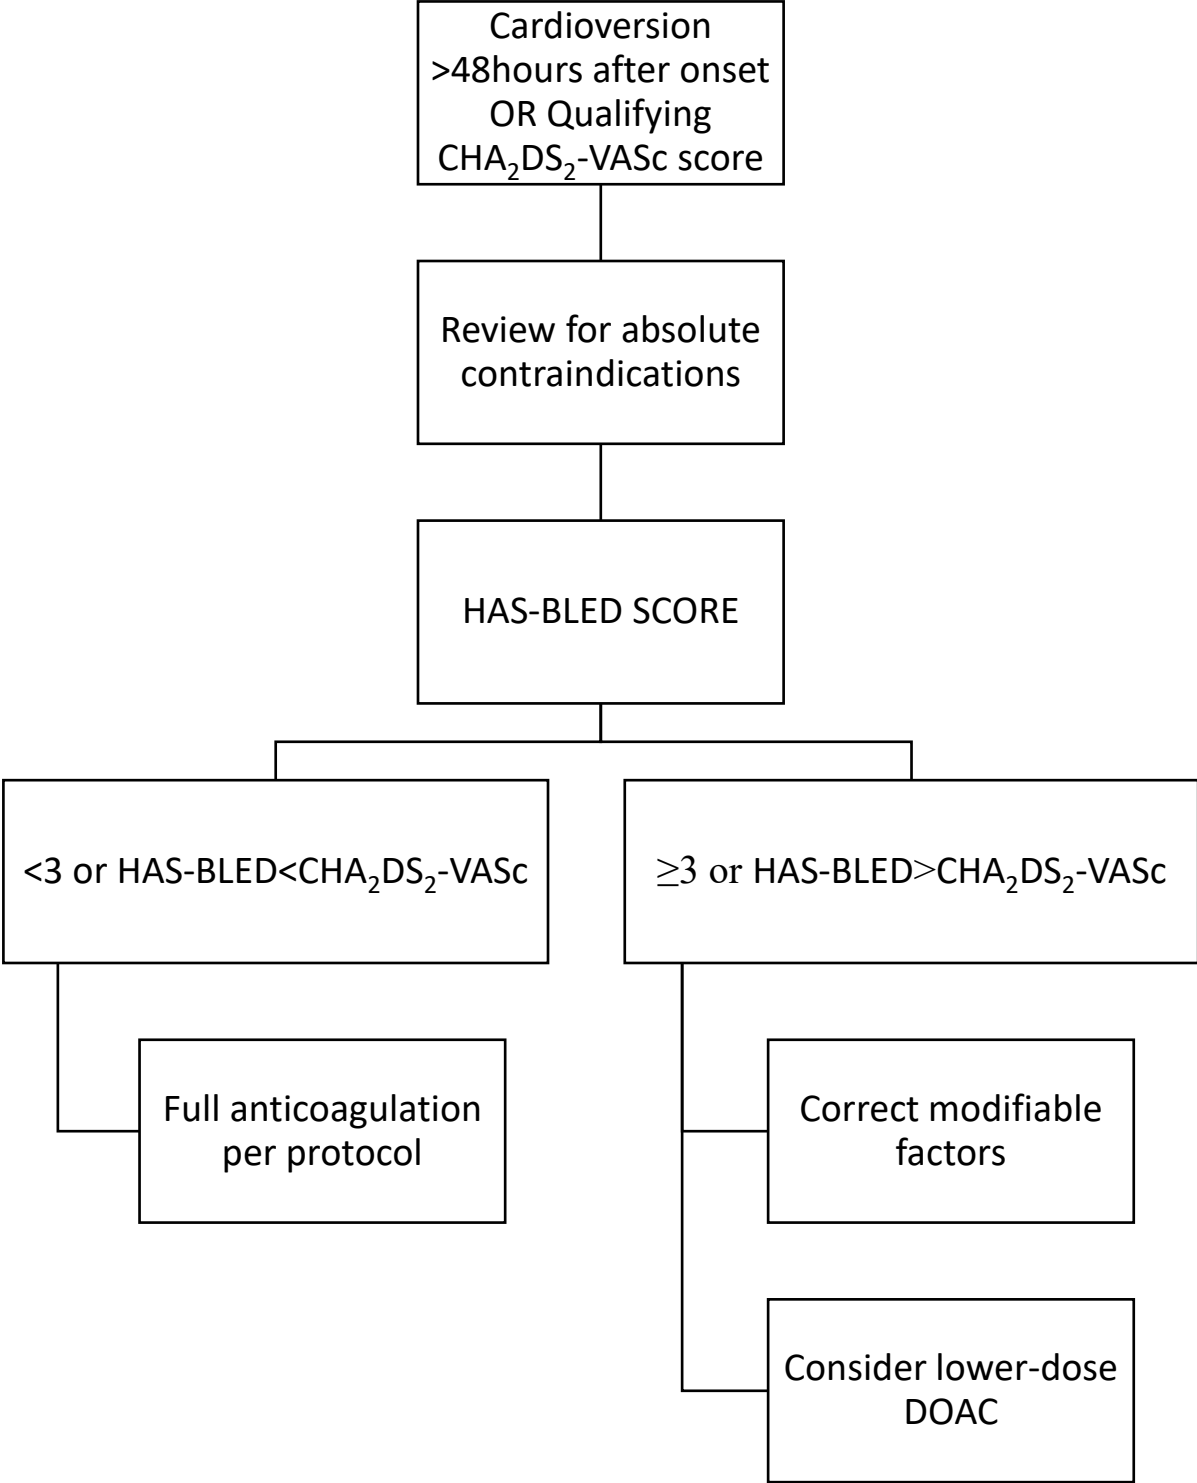 Cardioversion
>48hours after onset
OR Qualifying
CHA₂DS₂-VASc score
Review for absolute
contraindications
HAS-BLED SCORE
<3 or HAS-BLED<CHA₂DS₂-VASc
≥3 or HAS-BLED>CHA₂DS₂-VASc
Full anticoagulation
per protocol
Correct modifiable
factors
Consider lower-dose
DOAC